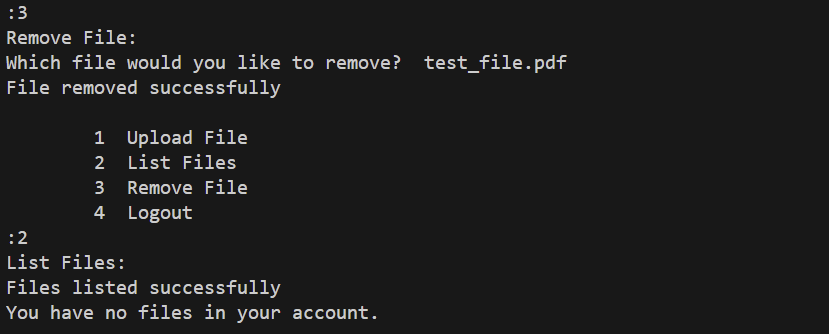 :3
Remove File:
Which file would you like to remove?  test_file.pdf
File removed successfully
1  Upload File
2  List Files
3  Remove File
4  Logout
:2
List Files:
Files listed successfully
You have no files in your account.